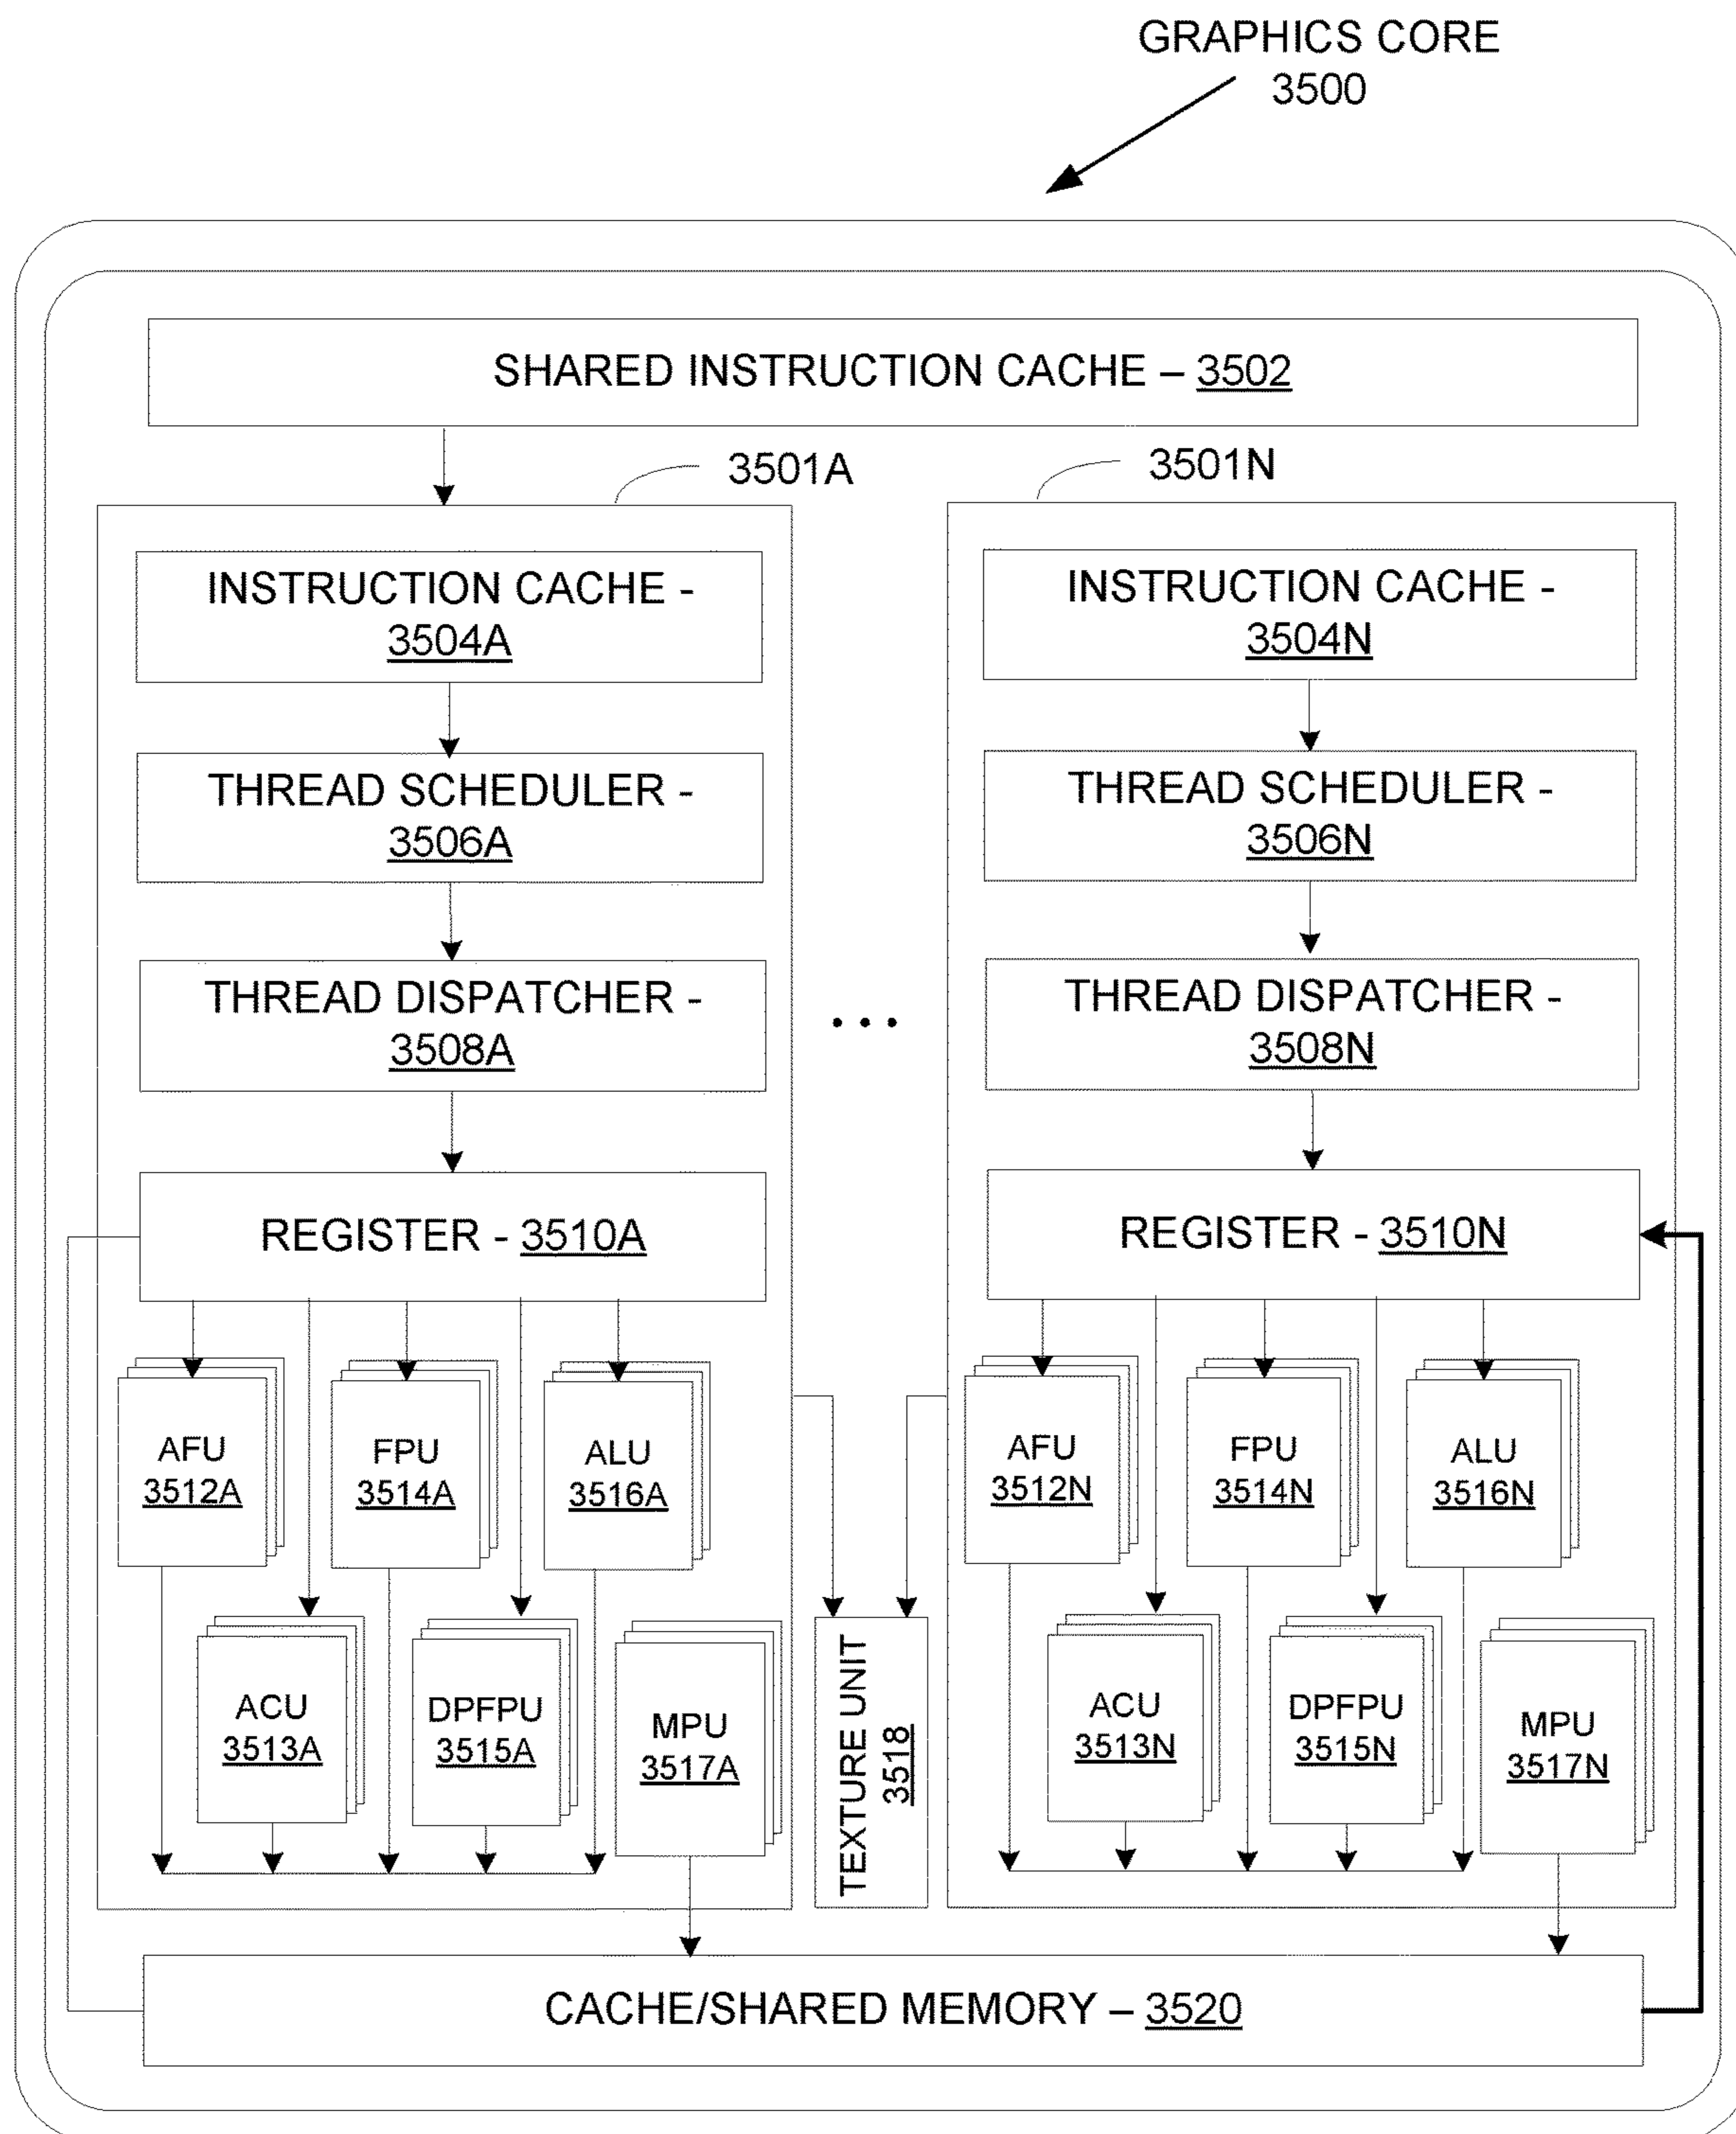 GRAPHICS CORE
3500
SHARED INSTRUCTION CACHE – 3502
3501A
3501N
INSTRUCTION CACHE -
3504A
THREAD SCHEDULER -
3506A
THREAD DISPATCHER -
3508A
REGISTER - 3510A
AFU
3512A
FPU
3514A
ALU
3516A
ACU
3513A
DPFPU
3515A
MPU
3517A
...
TEXTURE UNIT
3518
INSTRUCTION CACHE -
3504N
THREAD SCHEDULER -
3506N
THREAD DISPATCHER -
3508N
REGISTER - 3510N
AFU
3512N
FPU
3514N
ALU
3516N
ACU
3513N
DPFPU
3515N
MPU
3517N
CACHE/SHARED MEMORY – 3520